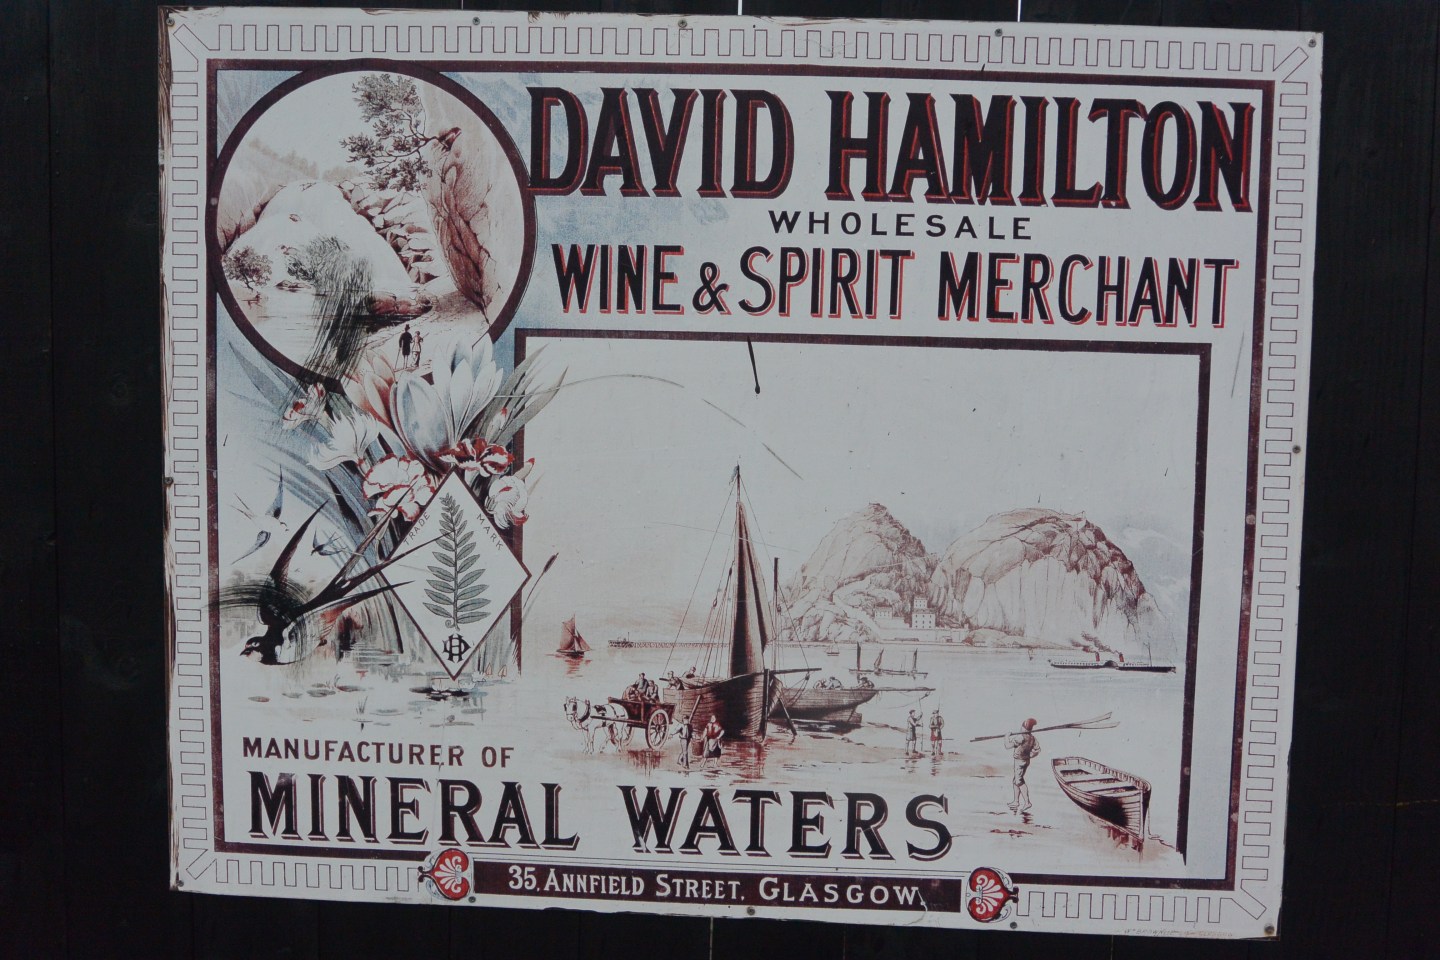 DAVID HAMILTON
WHOLESALE
WINE & SPIRIT MERCHANT
TRADE MARK
MANUFACTURER OF
MINERAL WATERS
35, ANNFIELD STREET, GLASGOW.